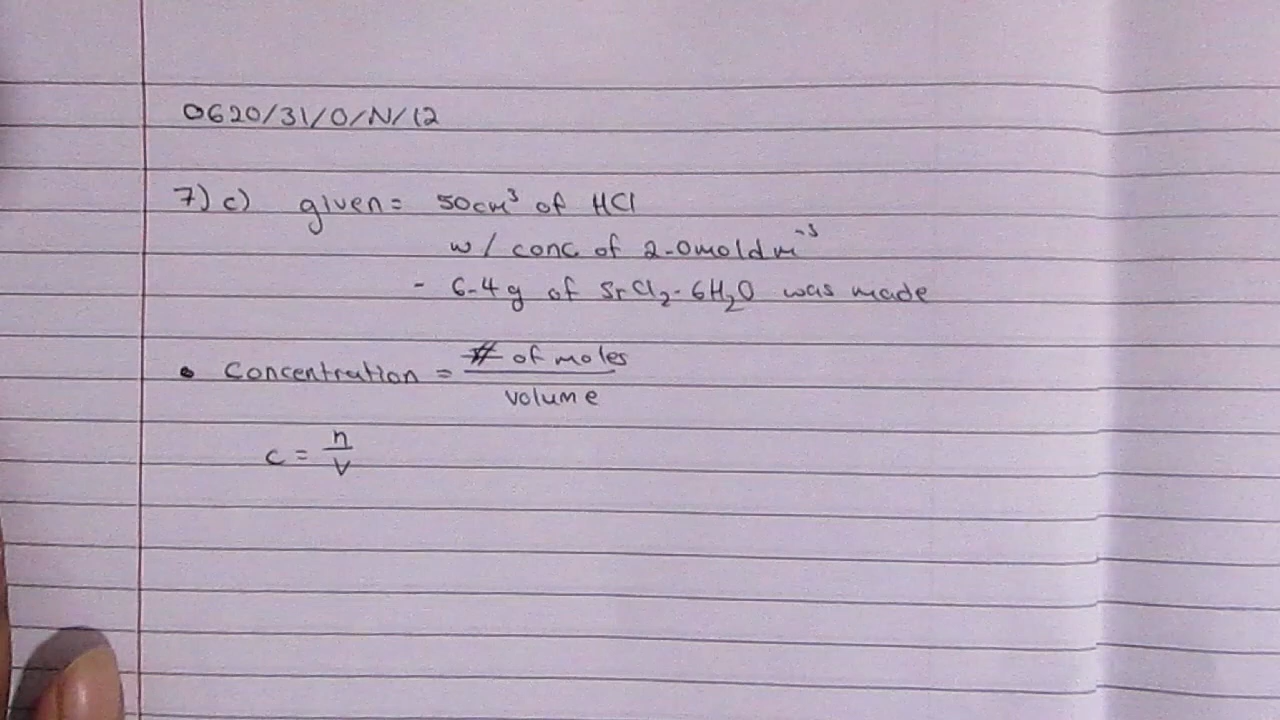 0620/31/O/N/12
7) c) given = 50cm³ of HCl
w/ conc of 2.0moldm⁻³
- 6.4g of SrCl₂.6H₂O was made
• Concentration = # of moles
volume
c = n
v